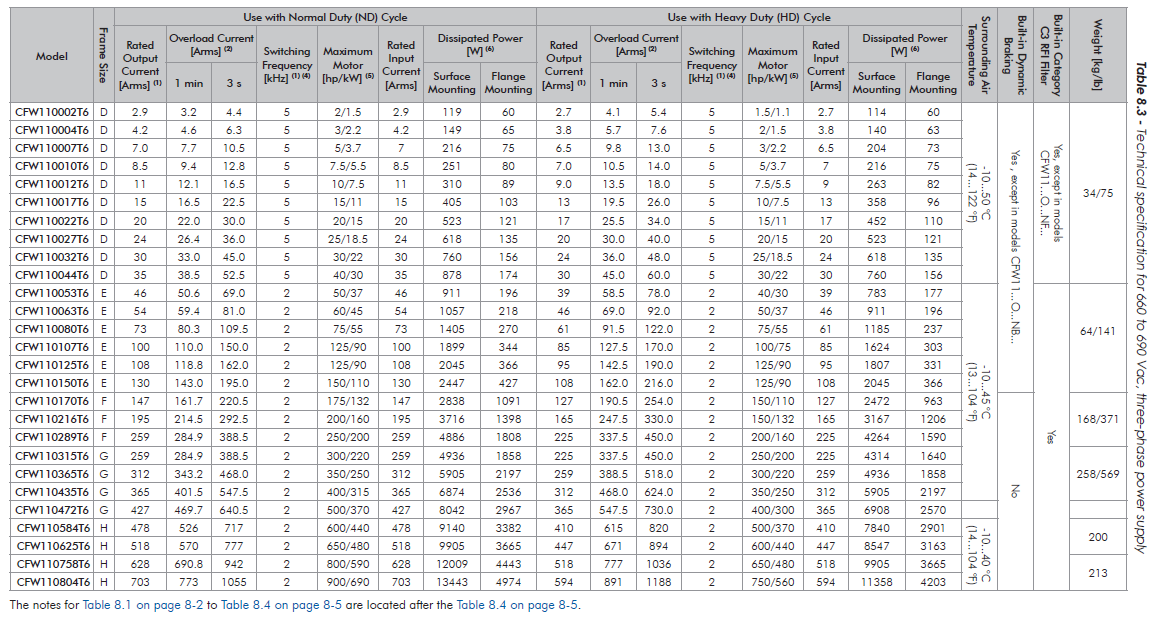 Table 8.3 - Technical specification for 660 to 690 Vac, three-phase power supply
Model
Frame Size
Use with Normal Duty (ND) Cycle
Use with Heavy Duty (HD) Cycle
Rated Output Current [Arms] (1)
Overload Current [Arms] (2)
1 min
3 s
Switching Frequency [kHz] (1) (4)
Maximum Motor [hp/kW] (5)
Rated Input Current [Arms]
Dissipated Power [W] (6)
Surface Mounting
Flange Mounting
Rated Output Current [Arms] (1)
Overload Current [Arms] (2)
1 min
3 s
Switching Frequency [kHz] (1) (4)
Maximum Motor [hp/kW] (5)
Rated Input Current [Arms]
Dissipated Power [W] (6)
Surface Mounting
Flange Mounting
Surrounding Air Temperature
Built-in Dynamic Braking
Built-in Category C3 RFI Filter
Weight [kg/lb]
CFW110002T6 D 2.9 3.2 4.4 5 2/1.5 2.9 119 60 2.7 4.1 5.4 5 1.5/1.1 2.7 114 60
CFW110004T6 D 4.2 4.6 6.3 5 3/2.2 4.2 149 65 3.8 5.7 7.6 5 2/1.5 3.8 140 63
CFW110007T6 D 7.0 7.7 10.5 5 5/3.7 7 216 75 6.5 9.8 13.0 5 3/2.2 6.5 204 73
CFW110010T6 D 8.5 9.4 12.8 5 7.5/5.5 8.5 251 80 7.0 10.5 14.0 5 5/3.7 7 216 75
CFW110012T6 D 11 12.1 16.5 5 10/7.5 11 310 89 9.0 13.5 18.0 5 7.5/5.5 9 263 82
CFW110017T6 D 15 16.5 22.5 5 15/11 15 405 103 13 19.5 26.0 5 10/7.5 13 358 96
CFW110022T6 D 20 22.0 30.0 5 20/15 20 523 121 17 25.5 34.0 5 15/11 17 452 110
CFW110027T6 D 24 26.4 36.0 5 25/18.5 24 618 135 20 30.0 40.0 5 20/15 20 523 121
CFW110032T6 D 30 33.0 45.0 5 30/22 30 760 156 24 36.0 48.0 5 25/18.5 24 618 135
CFW110044T6 D 35 38.5 52.5 5 40/30 35 878 174 30 45.0 60.0 5 30/22 30 760 156
CFW110053T6 E 46 50.6 69.0 2 50/37 46 911 196 39 58.5 78.0 2 40/30 39 783 177
CFW110063T6 E 54 59.4 81.0 2 60/45 54 1057 218 46 69.0 92.0 2 50/37 46 911 196
CFW110080T6 E 73 80.3 109.5 2 75/55 73 1405 270 61 91.5 122.0 2 75/55 61 1185 237
CFW110107T6 E 100 110.0 150.0 2 125/90 100 1899 344 85 127.5 170.0 2 100/75 85 1624 303
CFW110125T6 E 108 118.8 162.0 2 125/90 108 2045 366 95 142.5 190.0 2 125/90 95 1807 331
CFW110150T6 E 130 143.0 195.0 2 150/110 130 2447 427 108 162.0 216.0 2 125/90 108 2045 366
CFW110170T6 F 147 161.7 220.5 2 175/132 147 2838 1091 127 190.5 254.0 2 150/110 127 2472 963
CFW110216T6 F 195 214.5 292.5 2 200/160 195 3716 1398 165 247.5 330.0 2 150/132 165 3167 1206
CFW110289T6 F 259 284.9 388.5 2 250/200 259 4886 1808 225 337.5 450.0 2 200/160 225 4264 1590
CFW110315T6 G 259 284.9 388.5 2 300/220 259 4936 1858 225 337.5 450.0 2 250/200 225 4314 1640
CFW110365T6 G 312 343.2 468.0 2 350/250 312 5905 2197 259 388.5 518.0 2 300/220 259 4936 1858
CFW110435T6 G 365 401.5 547.5 2 400/315 365 6874 2536 312 468.0 624.0 2 350/250 312 5905 2197
CFW110472T6 G 427 469.7 640.5 2 500/370 427 8042 2967 365 547.5 730.0 2 400/300 365 6908 2570
CFW110584T6 H 478 526 717 2 600/440 478 9140 3382 410 615 820 2 500/370 410 7840 2901
CFW110625T6 H 518 570 777 2 650/480 518 9905 3665 447 671 894 2 600/440 447 8547 3163
CFW110758T6 H 628 690.8 942 2 800/590 628 12009 4443 518 777 1036 2 650/480 518 9905 3665
CFW110804T6 H 703 773 1055 2 900/690 703 13443 4974 594 891 1188 2 750/560 594 11358 4203
-10...50 °C
(14...122 °F)
-10...45 °C
(13...104 °F)
-10...40 °C
(14...104 °F)
Yes , except in models CFW11...O...NB...
No
Yes, except in models
CFW11...O...NF...
Yes
34/75
64/141
168/371
258/569
200
213
The notes for Table 8.1 on page 8-2 to Table 8.4 on page 8-5 are located after the Table 8.4 on page 8-5.